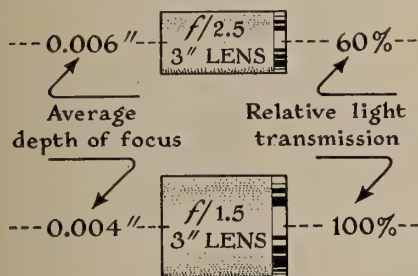 0.006" f/2.5 3" LENS 60%
Average depth of focus
Relative light transmission
0.004" f/1.5 3" LENS 100%